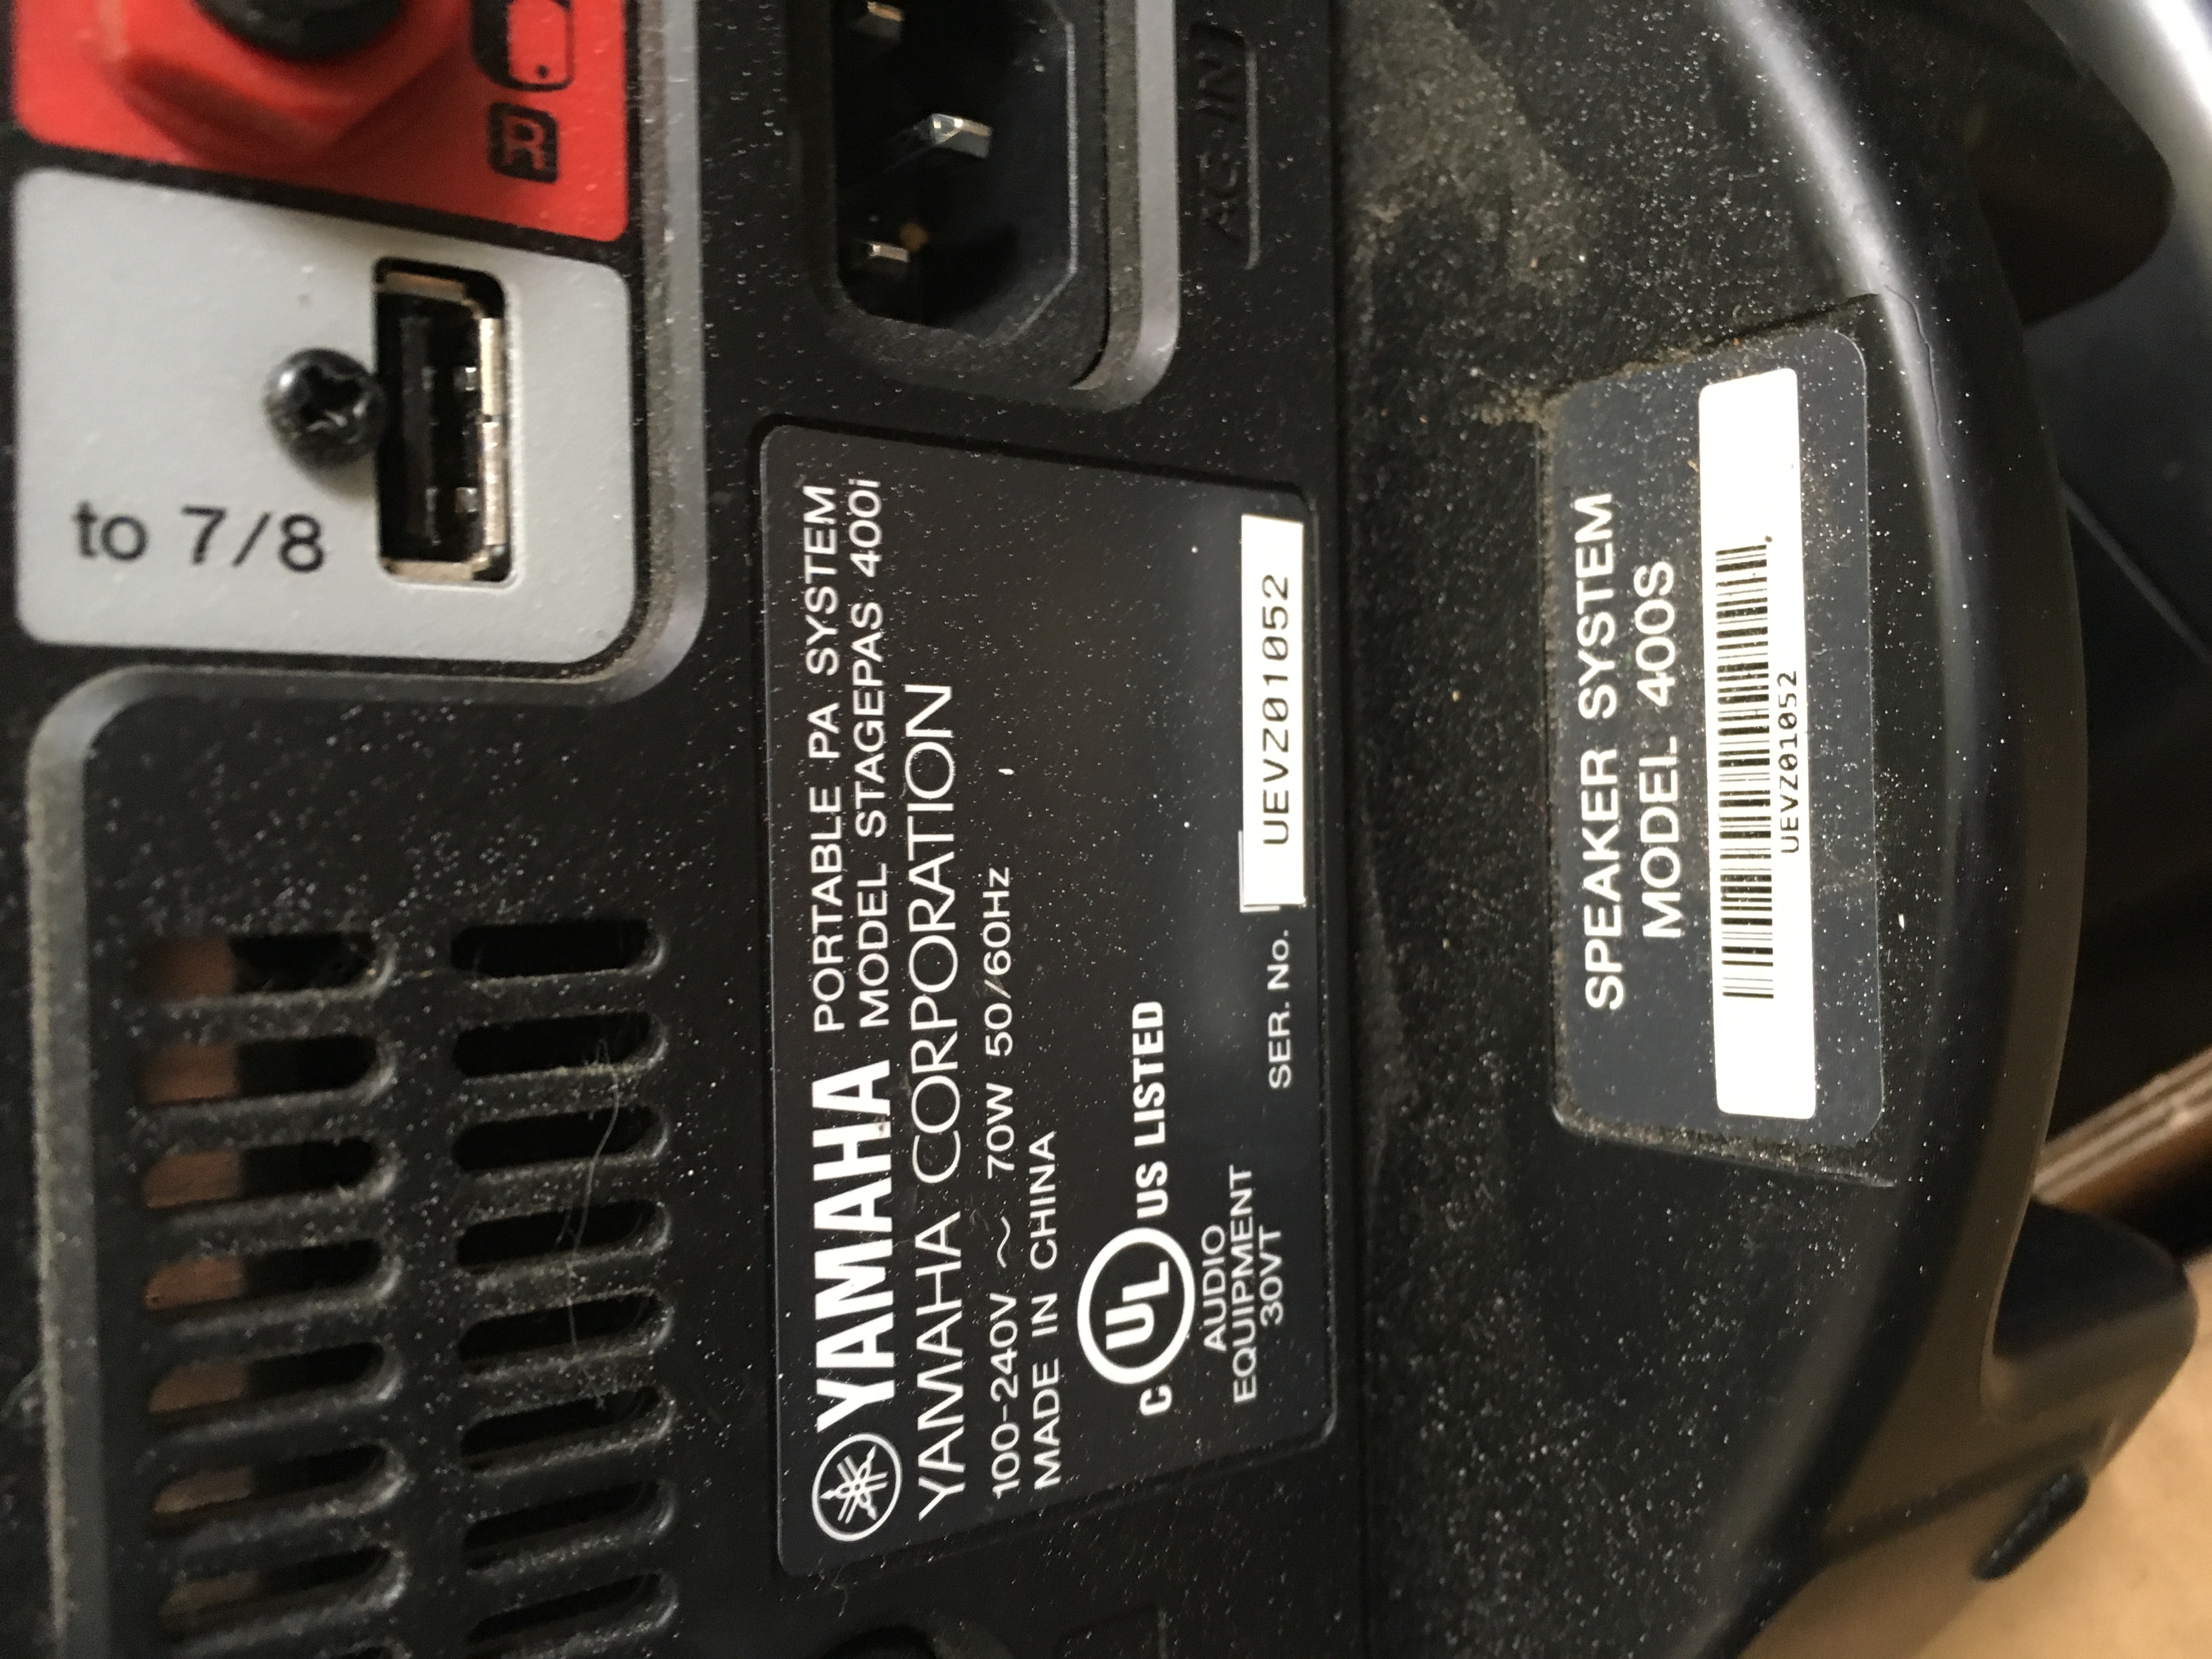 R
AC IN
to 7/8
YAMAHA PORTABLE PA SYSTEM
MODEL STAGEPAS 400i
YAMAHA CORPORATION
100-240V ~ 70W 50/60Hz
MADE IN CHINA
C UL US LISTED
AUDIO
EQUIPMENT
30VT
SER. No. UEVZ01052
SPEAKER SYSTEM
MODEL 400S
UEVZ01052